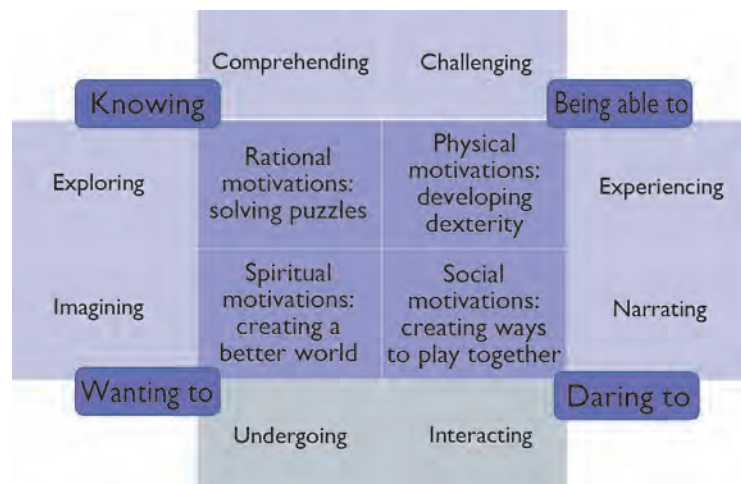 Comprehending
Challenging
Knowing
Being able to
Exploring
Rational
motivations:
solving puzzles
Physical
motivations:
developing
dexterity
Experiencing
Imagining
Spiritual
motivations:
creating a
better world
Social
motivations:
creating ways
to play together
Narrating
Wanting to
Daring to
Undergoing
Interacting